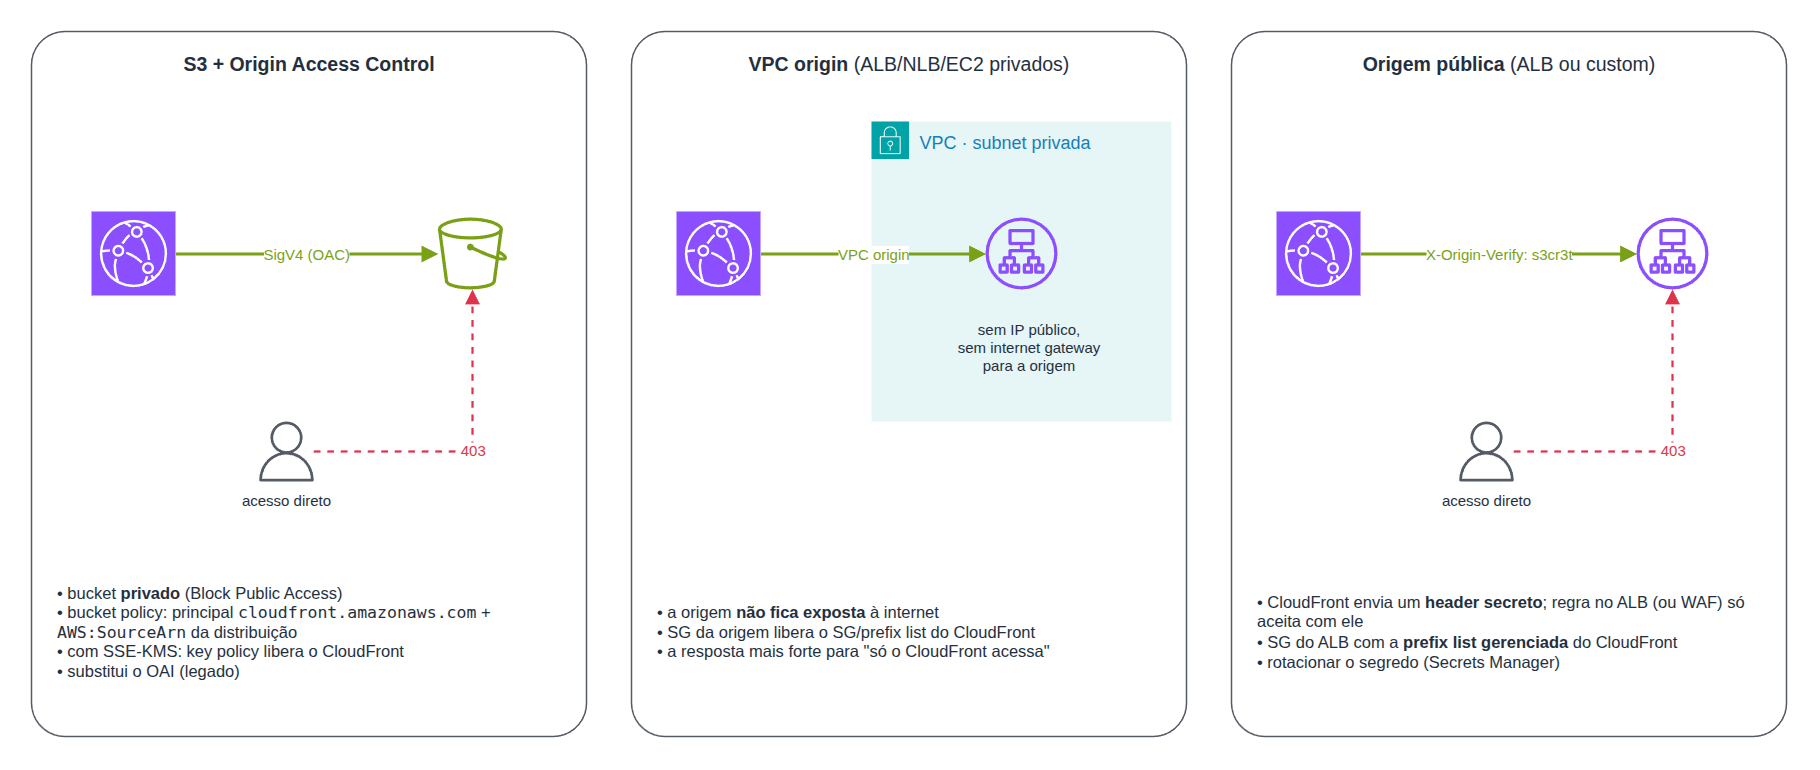 S3 + Origin Access Control
SigV4 (OAC)
403
acesso direto
• bucket privado (Block Public Access)
• bucket policy: principal cloudfront.amazonaws.com +
AWS:SourceArn da distribuição
• com SSE-KMS: key policy libera o CloudFront
• substitui o OAI (legado)
VPC origin (ALB/NLB/EC2 privados)
VPC · subnet privada
VPC origin
sem IP público,
sem internet gateway
para a origem
• a origem não fica exposta à internet
• SG da origem libera o SG/prefix list do CloudFront
• a resposta mais forte para "só o CloudFront acessa"
Origem pública (ALB ou custom)
X-Origin-Verify: s3cr3t
403
acesso direto
• CloudFront envia um header secreto; regra no ALB (ou WAF) só
aceita com ele
• SG do ALB com a prefix list gerenciada do CloudFront
• rotacionar o segredo (Secrets Manager)